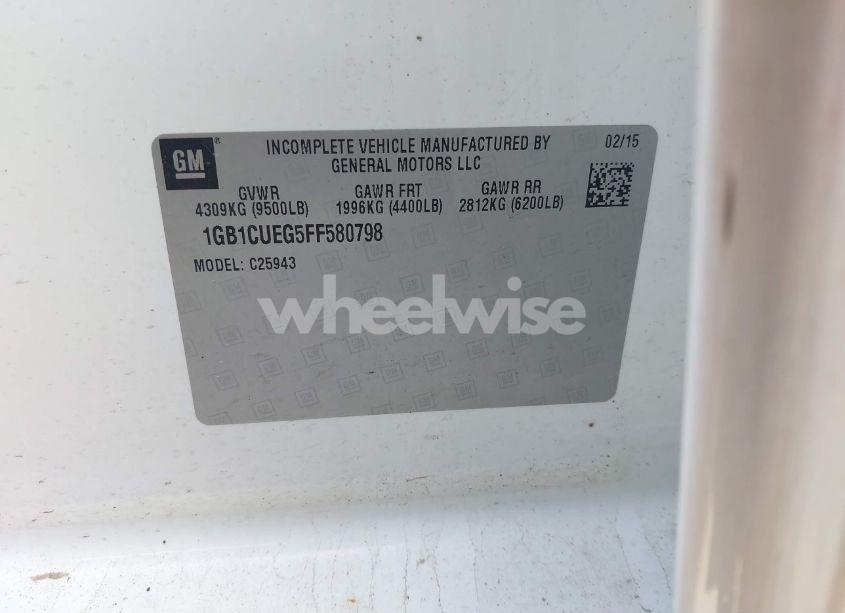 GM
INCOMPLETE VEHICLE MANUFACTURED BY
GENERAL MOTORS LLC
02/15
GVWR GAWR FRT GAWR RR
4309KG (9500LB) 1996KG (4400LB) 2812KG (6200LB)
1GB1CUEG5FF580798
MODEL: C25943
wheelwise